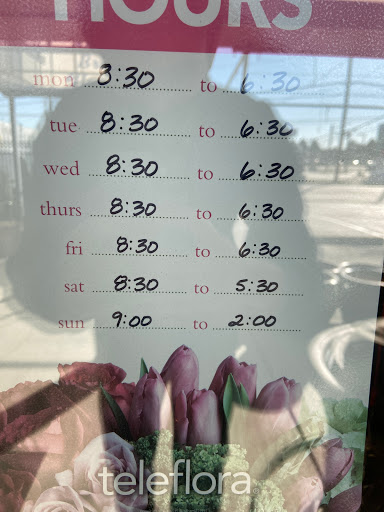 HOURS
mon 8:30 to 6:30
tue 8:30 to 6:30
wed 8:30 to 6:30
thurs 8:30 to 6:30
fri 8:30 to 6:30
sat 8:30 to 5:30
sun 9:00 to 2:00
teleflora